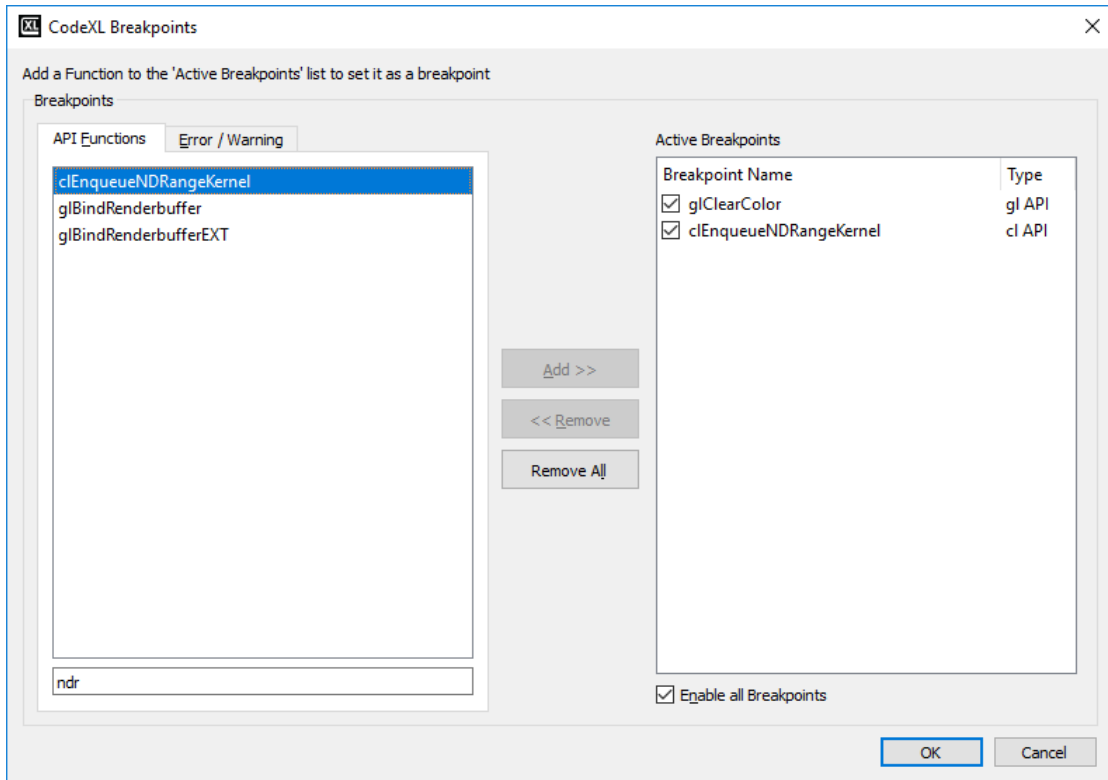 XL CodeXL Breakpoints
Add a Function to the 'Active Breakpoints' list to set it as a breakpoint
Breakpoints
API Functions Error / Warning
clEnqueueNDRangeKernel
glBindRenderbuffer
glBindRenderbufferEXT
ndr
Add >>
<< Remove
Remove All
Active Breakpoints
Breakpoint Name Type
glClearColor gl API
clEnqueueNDRangeKernel cl API
Enable all Breakpoints
OK Cancel